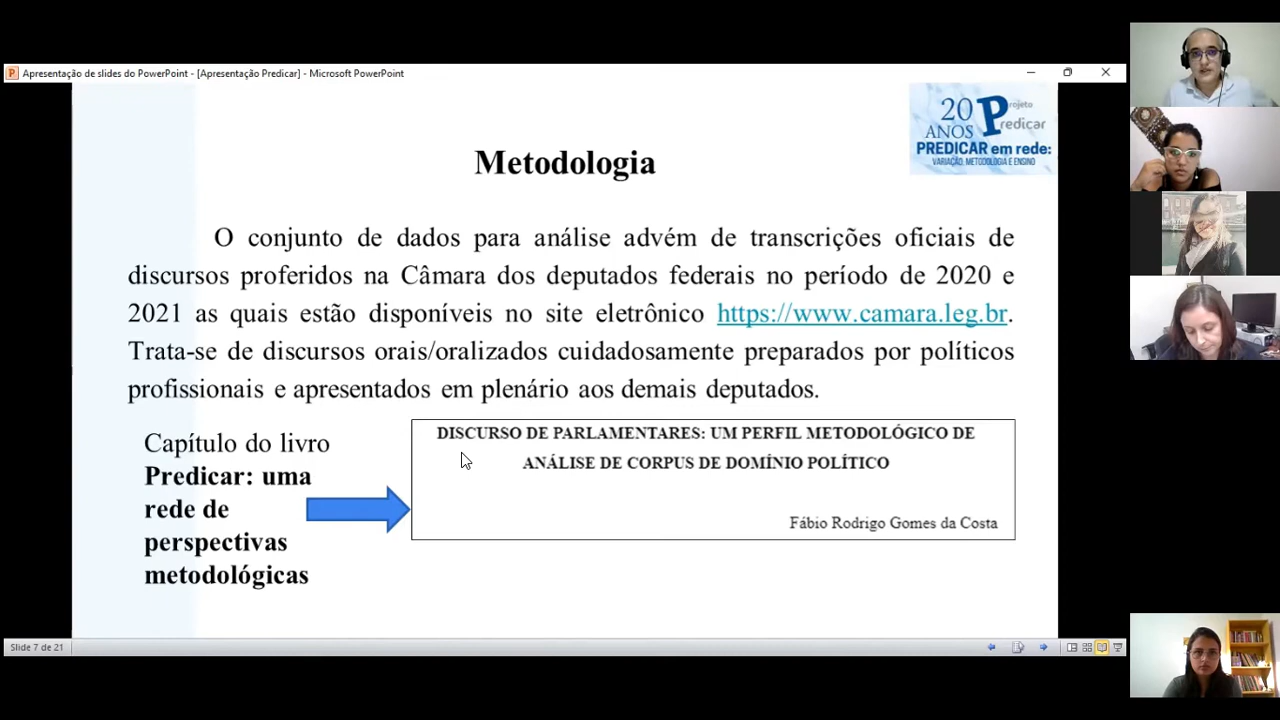 Apresentação de slides do PowerPoint - [Apresentação Predicar] - Microsoft PowerPoint
20 ANOS
Projeto Predicar
PREDICAR em rede:
VARIAÇÃO, METODOLOGIA E ENSINO
Metodologia
O conjunto de dados para análise advém de transcrições oficiais de
discursos proferidos na Câmara dos deputados federais no período de 2020 e
2021 as quais estão disponíveis no site eletrônico https://www.camara.leg.br.
Trata-se de discursos orais/oralizados cuidadosamente preparados por políticos
profissionais e apresentados em plenário aos demais deputados.
Capítulo do livro
Predicar: uma
rede de
perspectivas
metodológicas
DISCURSO DE PARLAMENTARES: UM PERFIL METODOLÓGICO DE
ANÁLISE DE CORPUS DE DOMÍNIO POLÍTICO
Fábio Rodrigo Gomes da Costa
Slide 7 de 21